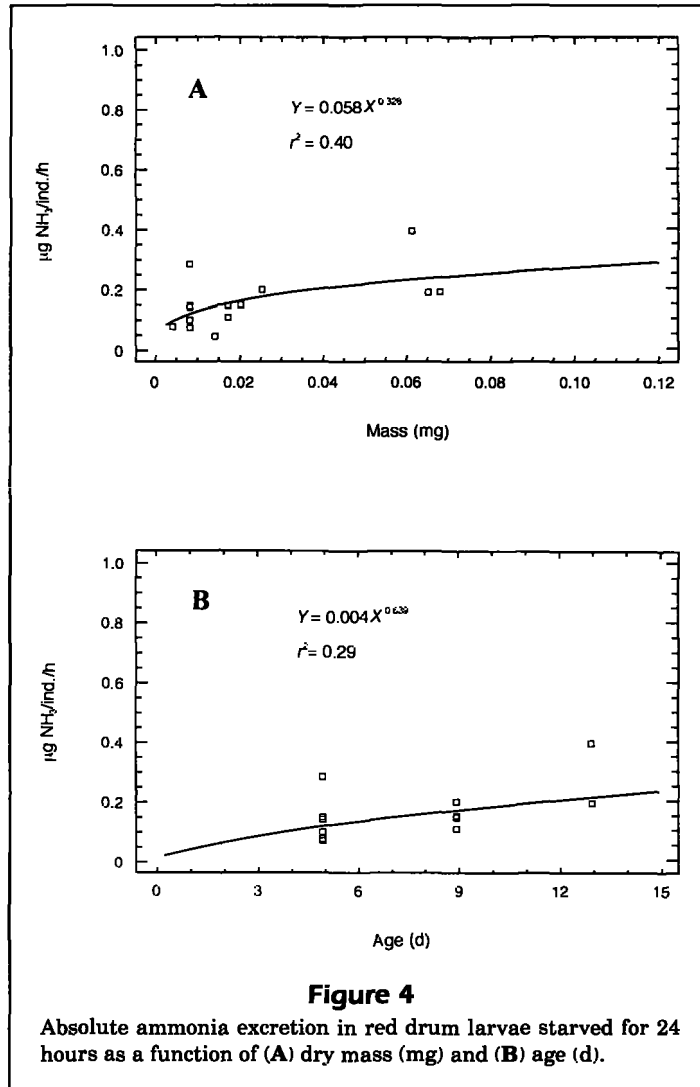 1.0
0.8
0.6
0.4
0.2
0
A
Y = 0.058X^0.328
r² = 0.40
µg NH₃/ind./h
0 0.02 0.04 0.06 0.08 0.10 0.12
Mass (mg)
1.0
0.8
0.6
0.4
0.2
0
B
Y = 0.004X^0.639
r² = 0.29
µg NH₃/ind./h
0 3 6 9 12 15
Age (d)
Figure 4
Absolute ammonia excretion in red drum larvae starved for 24
hours as a function of (A) dry mass (mg) and (B) age (d).